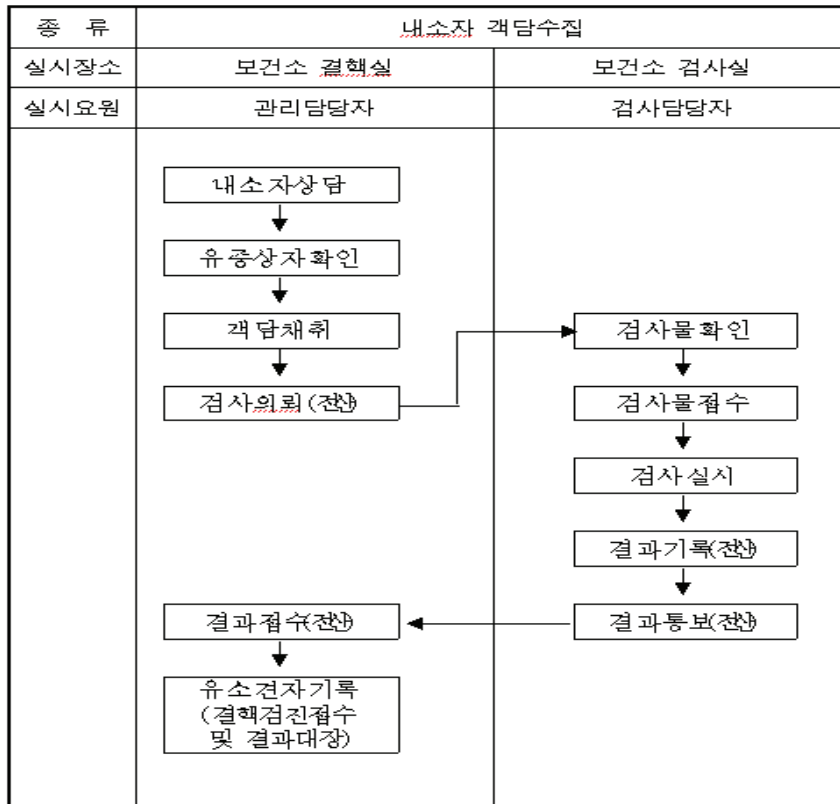 종 류
내소자 객담수집
실시장소
보건소 결핵실
보건소 검사실
실시요원
관리담당자
검사담당자
내소자상담
유증상자확인
객담채취
검사의뢰(전산)
검사물확인
검사물접수
검사실시
결과기록(전산)
결과통보(전산)
결과접수(전산)
유소견자기록
(결핵검진접수
및 결과대장)